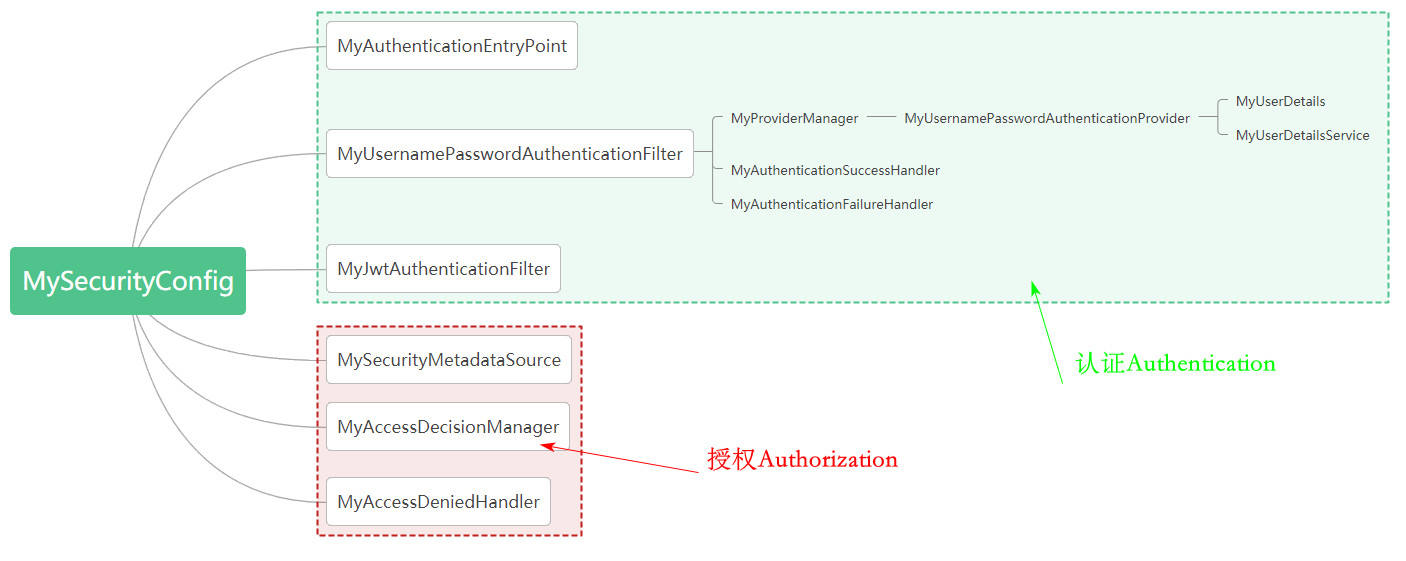 MySecurityConfig
MyAuthenticationEntryPoint
MyUsernamePasswordAuthenticationFilter
MyProviderManager
MyUsernamePasswordAuthenticationProvider
MyUserDetails
MyUserDetailsService
MyAuthenticationSuccessHandler
MyAuthenticationFailureHandler
MyJwtAuthenticationFilter
认证Authentication
MySecurityMetadataSource
MyAccessDecisionManager
MyAccessDeniedHandler
授权Authorization